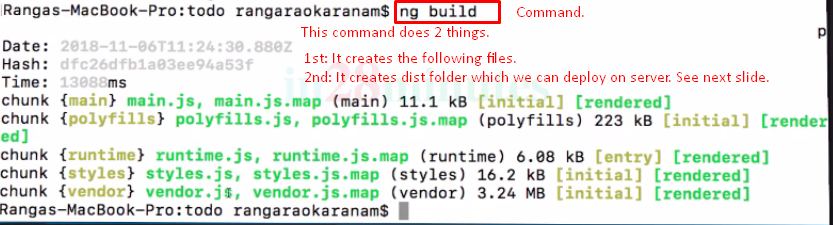 Rangas-MacBook-Pro:todo rangaraokaranam$ ng build Command.
This command does 2 things.
p
1st: It creates the following files.
Date: 2018-11-06T11:24:30.880Z
Hash: dfc26dfb1a03ee94a53f
2nd: It creates dist folder which we can deploy on server. See next slide.
Time: 13088ms
in28minutes
chunk {main} main.js, main.js.map (main) 11.1 kB [initial] [rendered]
chunk {polyfills} polyfills.js, polyfills.js.map (polyfills) 223 kB [initial] [render
ed]
chunk {runtime} runtime.js, runtime.js.map (runtime) 6.08 kB [entry] [rendered]
chunk {styles} styles.js, styles.js.map (styles) 16.2 kB [initial] [rendered]
chunk {vendor} vendor.js, vendor.js.map (vendor) 3.24 MB [initial] [rendered]
Rangas-MacBook-Pro:todo rangaraokaranam$